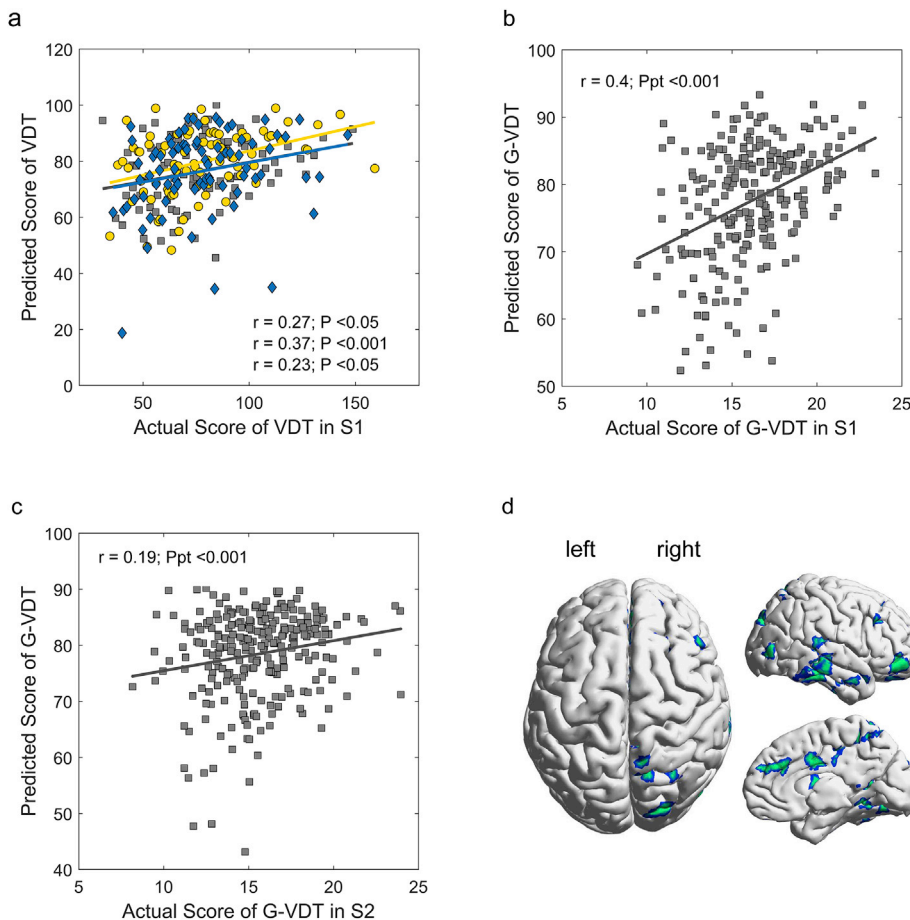 a
120
100
80
60
40
20
0
Predicted Score of VDT
r = 0.27; P <0.05
r = 0.37; P <0.001
r = 0.23; P <0.05
50 100 150
Actual Score of VDT in S1
b
100
90
80
70
60
50
Predicted Score of G-VDT
r = 0.4; Ppt <0.001
5 10 15 20 25
Actual Score of G-VDT in S1
c
100
90
80
70
60
50
40
Predicted Score of G-VDT
r = 0.19; Ppt <0.001
5 10 15 20 25
Actual Score of G-VDT in S2
d
left right